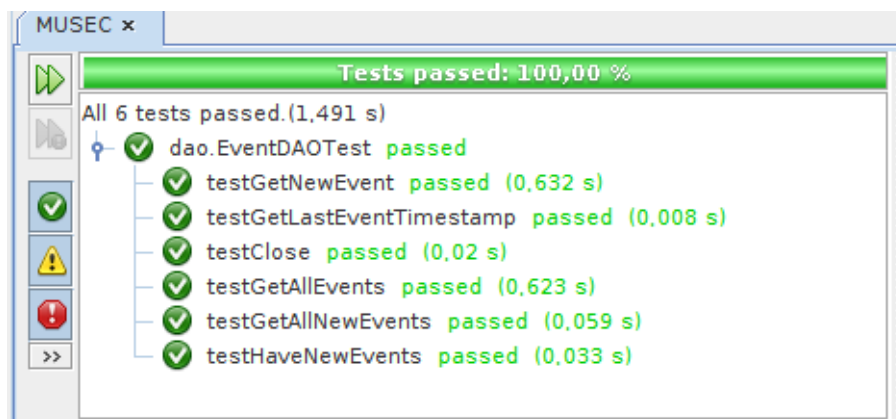 MUSEC ×
Tests passed: 100,00 %
All 6 tests passed.(1,491 s)
dao.EventDAOTest passed
testGetNewEvent passed (0,632 s)
testGetLastEventTimestamp passed (0,008 s)
testClose passed (0,02 s)
testGetAllEvents passed (0,623 s)
testGetAllNewEvents passed (0,059 s)
testHaveNewEvents passed (0,033 s)
>>